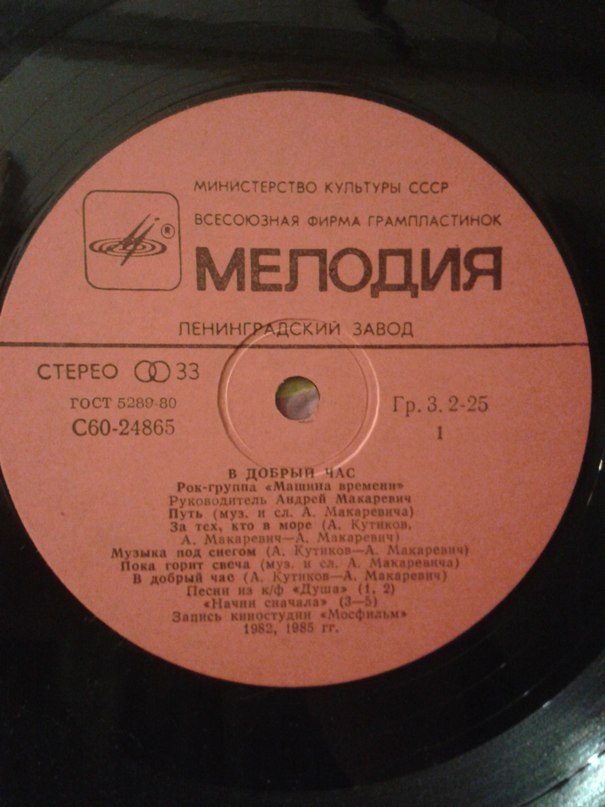 МИНИСТЕРСТВО КУЛЬТУРЫ СССР
ВСЕСОЮЗНАЯ ФИРМА ГРАМПЛАСТИНОК
®
МЕЛОДИЯ
ЛЕНИНГРАДСКИЙ ЗАВОД
СТЕРЕО 33
ГОСТ 5289-80
С60-24865
Гр. 3. 2-25
1
В ДОБРЫЙ ЧАС
Рок-группа «Машина времени»
Руководитель Андрей Макаревич
Путь (муз. и сл. А. Макаревича)
За тех, кто в море (А. Кутиков,
А. Макаревич—А. Макаревич)
Музыка под снегом (А. Кутиков—А. Макаревич)
Пока горит свеча (муз. и сл. А. Макаревича)
В добрый час (А. Кутиков—А. Макаревич)
Песни из к/ф «Душа» (1, 2)
«Начни сначала» (3—5)
Запись киностудии «Мосфильм»
1982, 1985 гг.